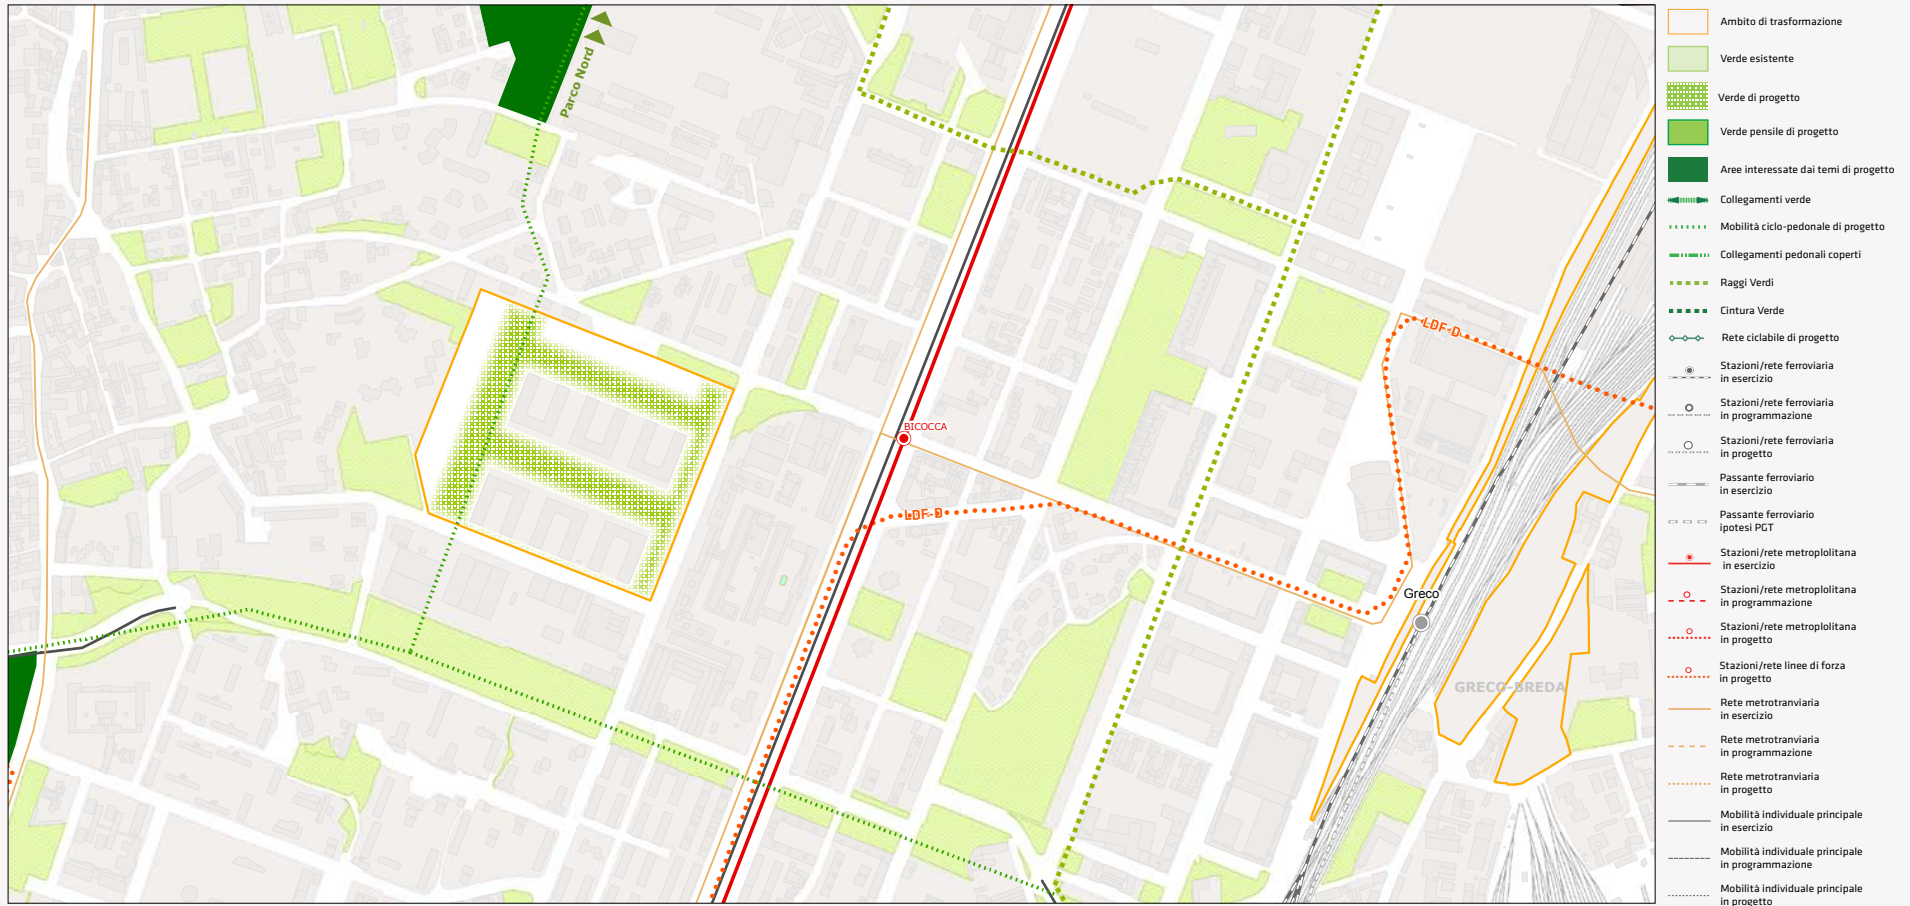 Parco Nord
BICOCCA
LDF-D
LDF-D
Greco
GRECO-BREDA
Ambito di trasformazione
Verde esistente
Verde di progetto
Verde pensile di progetto
Aree interessate dai temi di progetto
Collegamenti verde
Mobilità ciclo-pedonale di progetto
Collegamenti pedonali coperti
Raggi Verdi
Cintura Verde
Rete ciclabile di progetto
Stazioni/rete ferroviaria
in esercizio
Stazioni/rete ferroviaria
in programmazione
Stazioni/rete ferroviaria
in progetto
Passante ferroviario
in esercizio
Passante ferroviario
ipotesi PGT
Stazioni/rete metroplolitana
in esercizio
Stazioni/rete metroplolitana
in programmazione
Stazioni/rete metroplolitana
in progetto
Stazioni/rete linee di forza
in progetto
Rete metrotranviaria
in esercizio
Rete metrotranviaria
in programmazione
Rete metrotranviaria
in progetto
Mobilità individuale principale
in esercizio
Mobilità individuale principale
in programmazione
Mobilità individuale principale
in progetto